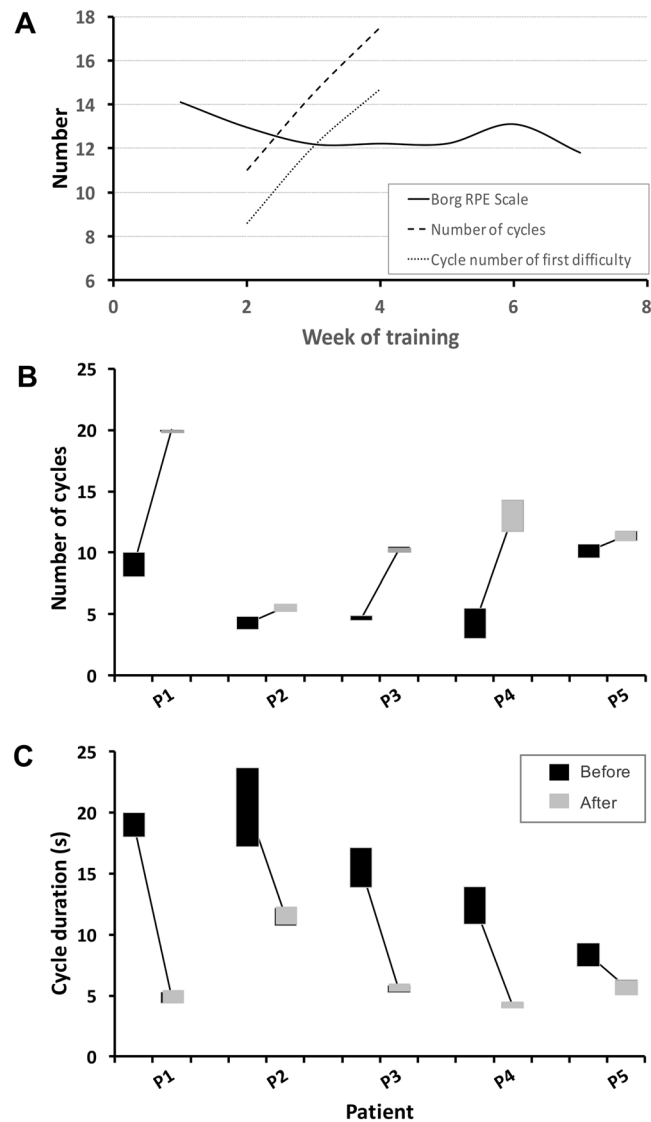 A
18
16
14
12
10
8
6
Number
0 2 4 6 8
Week of training
Borg RPE Scale
Number of cycles
Cycle number of first difficulty
B
25
20
15
10
5
0
Number of cycles
P1 P2 P3 P4 P5
C
25
20
15
10
5
0
Cycle duration (s)
Before
After
P1 P2 P3 P4 P5
Patient